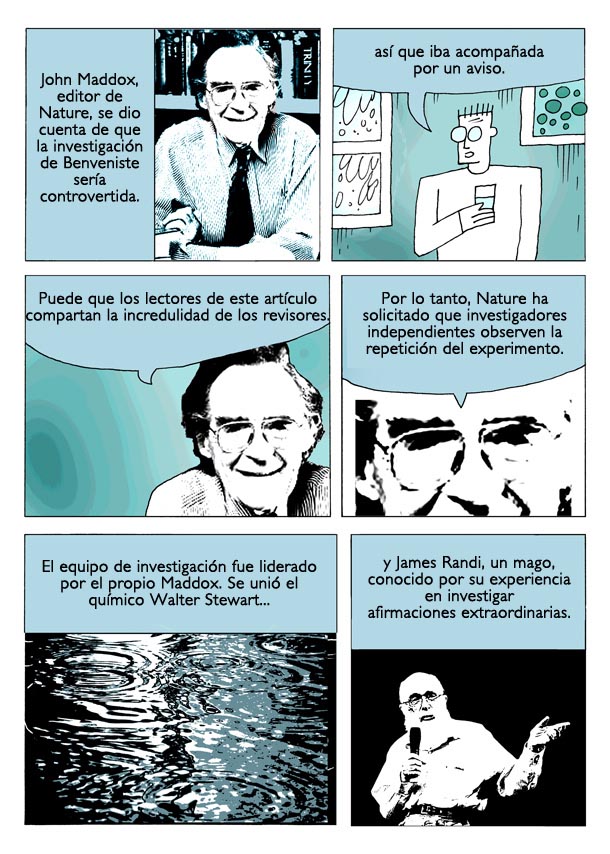 John Maddox,
editor de
Nature, se dio
cuenta de que
la investigación
de Benveniste
sería
controvertida.
TRINITY
así que iba acompañada
por un aviso.
Puede que los lectores de este artículo
compartan la incredulidad de los revisores.
Por lo tanto, Nature ha
solicitado que investigadores
independientes observen la
repetición del experimento.
El equipo de investigación fue liderado
por el propio Maddox. Se unió el
químico Walter Stewart...
y James Randi, un mago,
conocido por su experiencia
en investigar
afirmaciones extraordinarias.